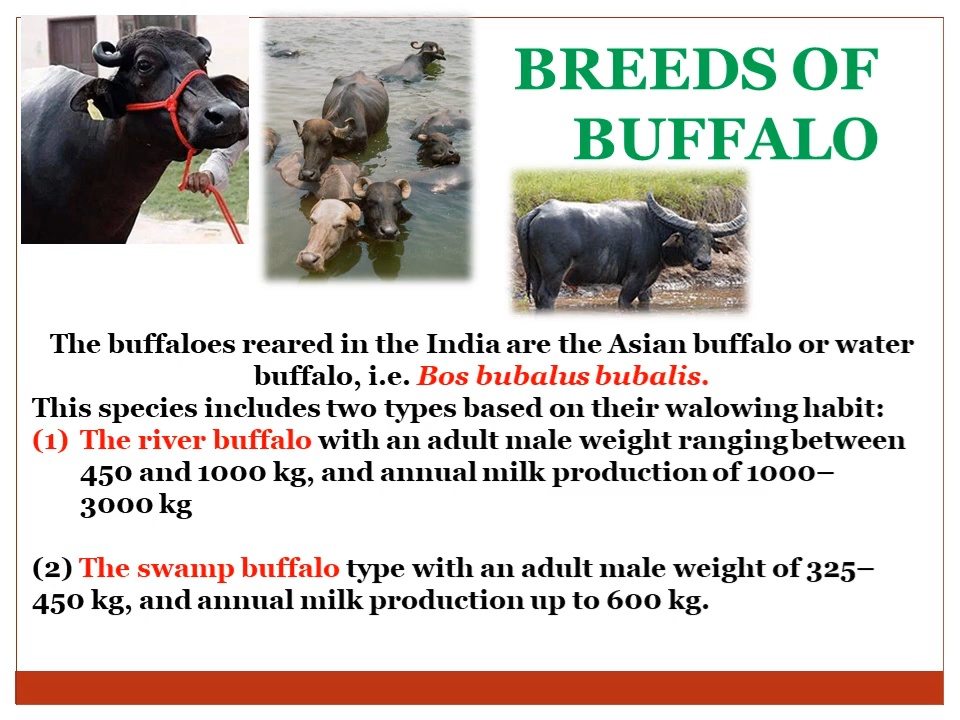 BREEDS OF
BUFFALO
The buffaloes reared in the India are the Asian buffalo or water
buffalo, i.e. Bos bubalus bubalis.
This species includes two types based on their walowing habit:
(1) The river buffalo with an adult male weight ranging between
450 and 1000 kg, and annual milk production of 1000–
3000 kg
(2) The swamp buffalo type with an adult male weight of 325–
450 kg, and annual milk production up to 600 kg.